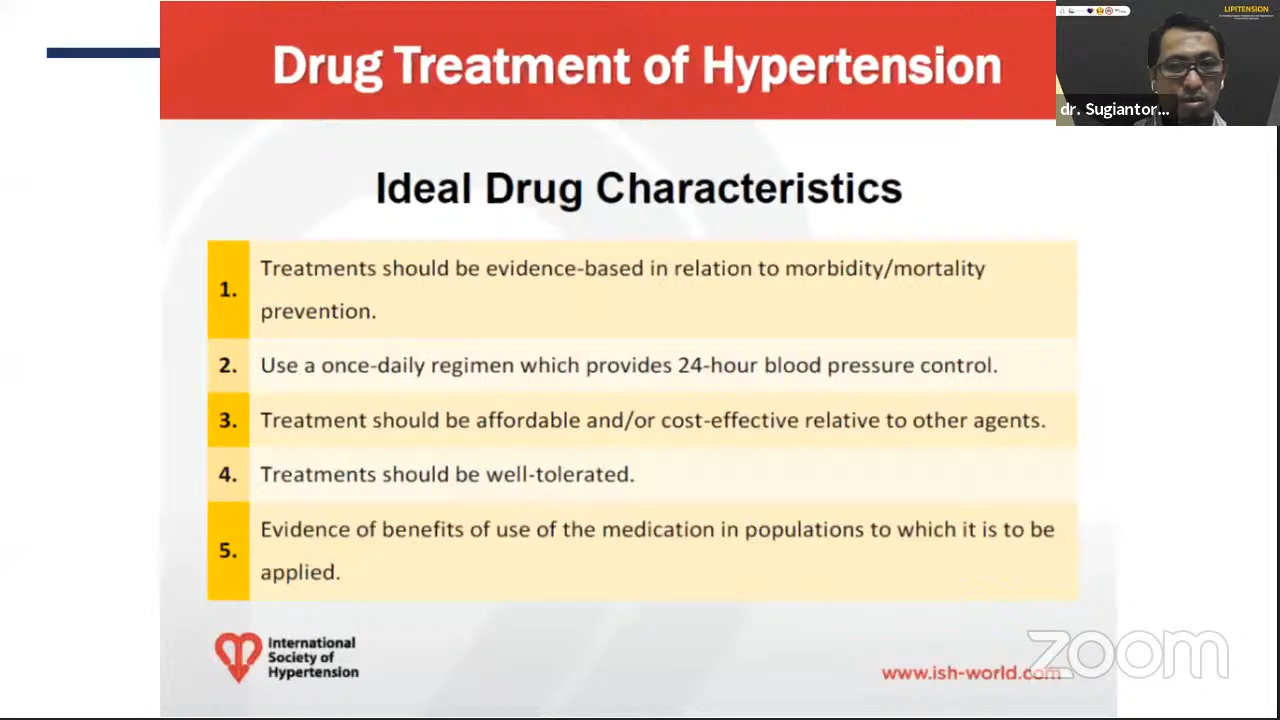 Drug Treatment of Hypertension
LIPITENSION
dr. Sugiantor...
Ideal Drug Characteristics
1. Treatments should be evidence-based in relation to morbidity/mortality
prevention.
2. Use a once-daily regimen which provides 24-hour blood pressure control.
3. Treatment should be affordable and/or cost-effective relative to other agents.
4. Treatments should be well-tolerated.
5. Evidence of benefits of use of the medication in populations to which it is to be
applied.
International
Society of
Hypertension
www.ish-world.com
zoom